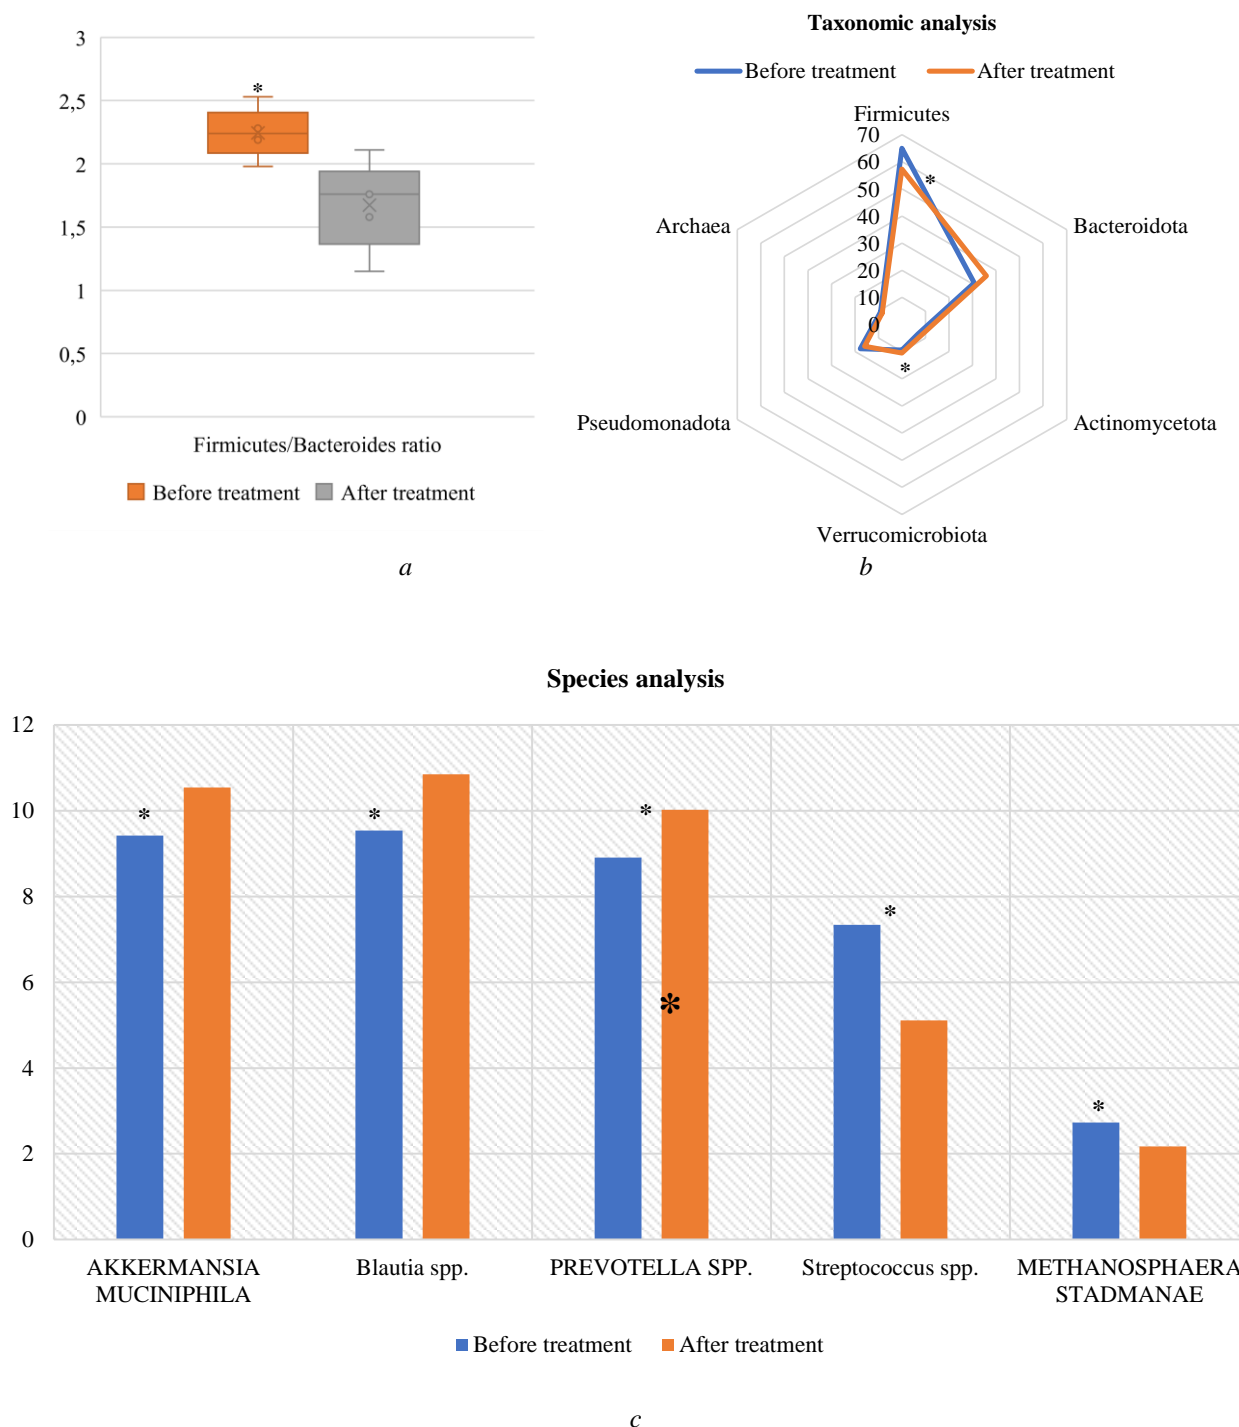 3
2,5
2
1,5
1
0,5
0
*
Firmicutes/Bacteroides ratio
Before treatment After treatment
a
Taxonomic analysis
Before treatment After treatment
Firmicutes
70
60
50
40
30
20
10
0
*
*
Archaea
Bacteroidota
Pseudomonadota
Actinomycetota
Verrucomicrobiota
b
Species analysis
12
10
8
6
4
2
0
* * * * *
*
AKKERMANSIA MUCINIPHILA
Blautia spp.
PREVOTELLA SPP.
Streptococcus spp.
METHANOSPHAERA STADMANAE
Before treatment After treatment
c